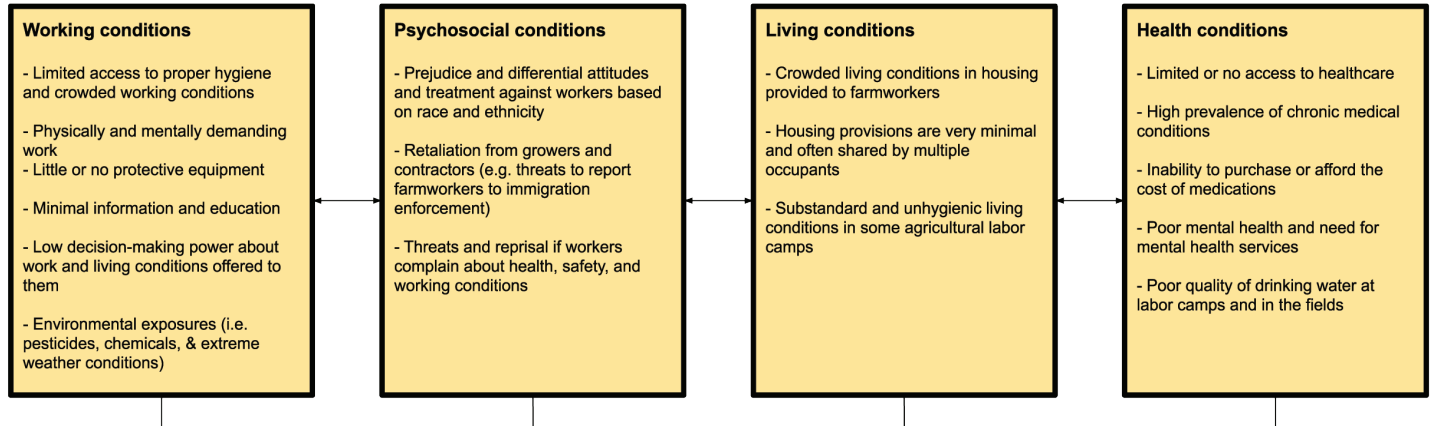 Working conditions
- Limited access to proper hygiene
and crowded working conditions
- Physically and mentally demanding
work
- Little or no protective equipment
- Minimal information and education
- Low decision-making power about
work and living conditions offered to
them
- Environmental exposures (i.e.
pesticides, chemicals, & extreme
weather conditions)
Psychosocial conditions
- Prejudice and differential attitudes
and treatment against workers based
on race and ethnicity
- Retaliation from growers and
contractors (e.g. threats to report
farmworkers to immigration
enforcement)
- Threats and reprisal if workers
complain about health, safety, and
working conditions
Living conditions
- Crowded living conditions in housing
provided to farmworkers
- Housing provisions are very minimal
and often shared by multiple
occupants
- Substandard and unhygienic living
conditions in some agricultural labor
camps
Health conditions
- Limited or no access to healthcare
- High prevalence of chronic medical
conditions
- Inability to purchase or afford the
cost of medications
- Poor mental health and need for
mental health services
- Poor quality of drinking water at
labor camps and in the fields